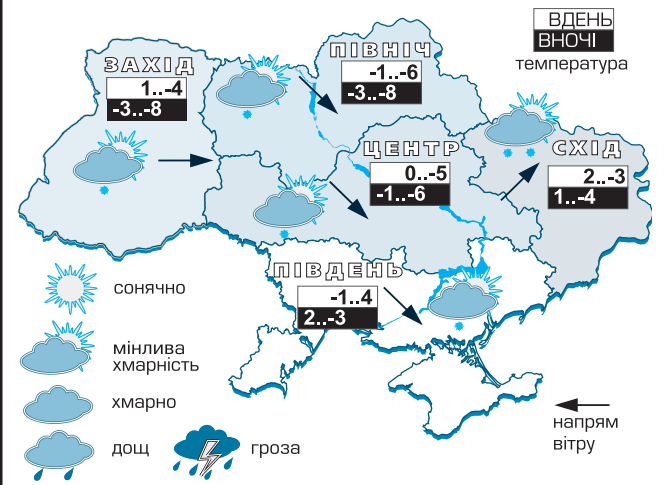 ВДЕНЬ
ВНОЧІ
температура
ПІВНІЧ
-1..-6
-3..-8
ЗАХІД
1..-4
-3..-8
ЦЕНТР
0..-5
-1..-6
СХІД
2..-3
1..-4
ПІВДЕНЬ
-1..4
2..-3
сонячно
мінлива
хмарність
хмарно
дощ
гроза
напрям
вітру